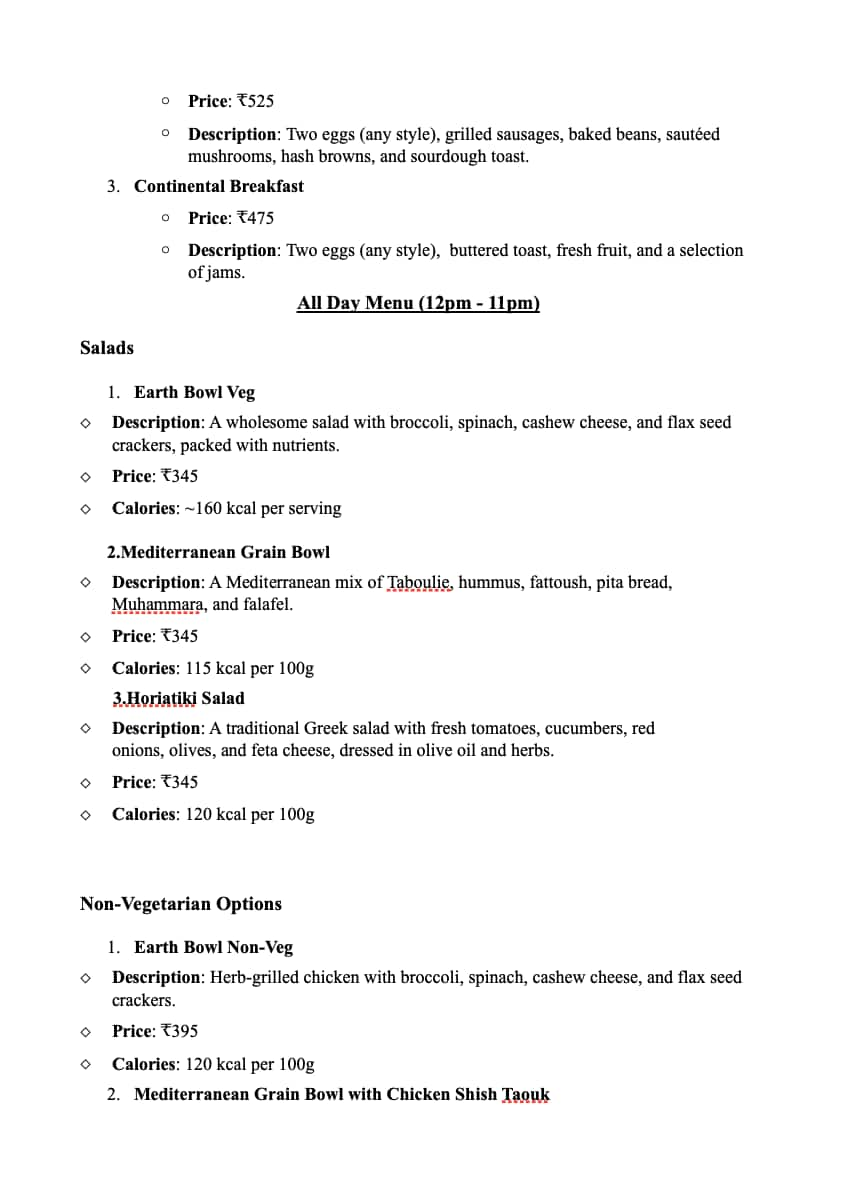 Price: ₹525
Description: Two eggs (any style), grilled sausages, baked beans, sautéed
mushrooms, hash browns, and sourdough toast.
3. Continental Breakfast
Price: ₹475
Description: Two eggs (any style), buttered toast, fresh fruit, and a selection
of jams.
All Day Menu (12pm - 11pm)
Salads
1. Earth Bowl Veg
Description: A wholesome salad with broccoli, spinach, cashew cheese, and flax seed
crackers, packed with nutrients.
Price: ₹345
Calories: ~160 kcal per serving
2.Mediterranean Grain Bowl
Description: A Mediterranean mix of Taboulie, hummus, fattoush, pita bread,
Muhammara, and falafel.
Price: ₹345
Calories: 115 kcal per 100g
3.Horiatiki Salad
Description: A traditional Greek salad with fresh tomatoes, cucumbers, red
onions, olives, and feta cheese, dressed in olive oil and herbs.
Price: ₹345
Calories: 120 kcal per 100g
Non-Vegetarian Options
1. Earth Bowl Non-Veg
Description: Herb-grilled chicken with broccoli, spinach, cashew cheese, and flax seed
crackers.
Price: ₹395
Calories: 120 kcal per 100g
2. Mediterranean Grain Bowl with Chicken Shish Taouk